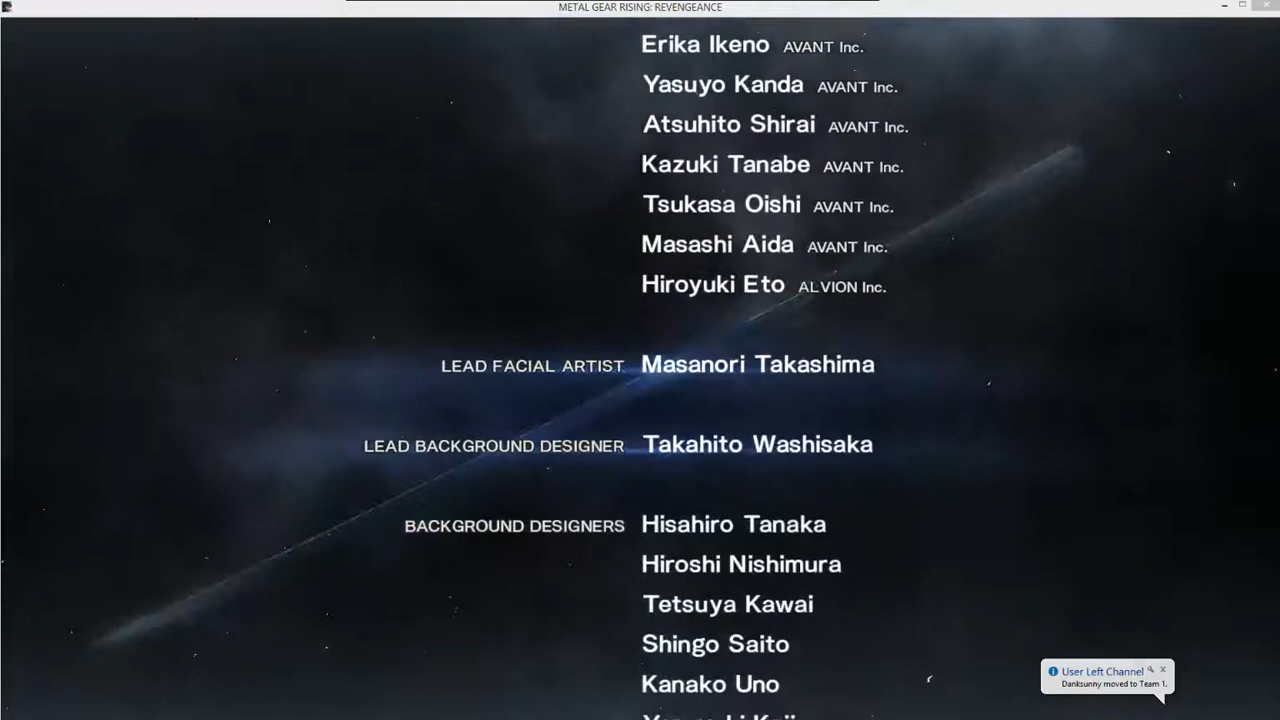 METAL GEAR RISING: REVENGEANCE
Erika Ikeno AVANT Inc.
Yasuyo Kanda AVANT Inc.
Atsuhito Shirai AVANT Inc.
Kazuki Tanabe AVANT Inc.
Tsukasa Oishi AVANT Inc.
Masashi Aida AVANT Inc.
Hiroyuki Eto ALVION Inc.
LEAD FACIAL ARTIST Masanori Takashima
LEAD BACKGROUND DESIGNER Takahito Washisaka
BACKGROUND DESIGNERS Hisahiro Tanaka
Hiroshi Nishimura
Tetsuya Kawai
Shingo Saito
Kanako Uno
User Left Channel
Danksunny moved to Team 1.